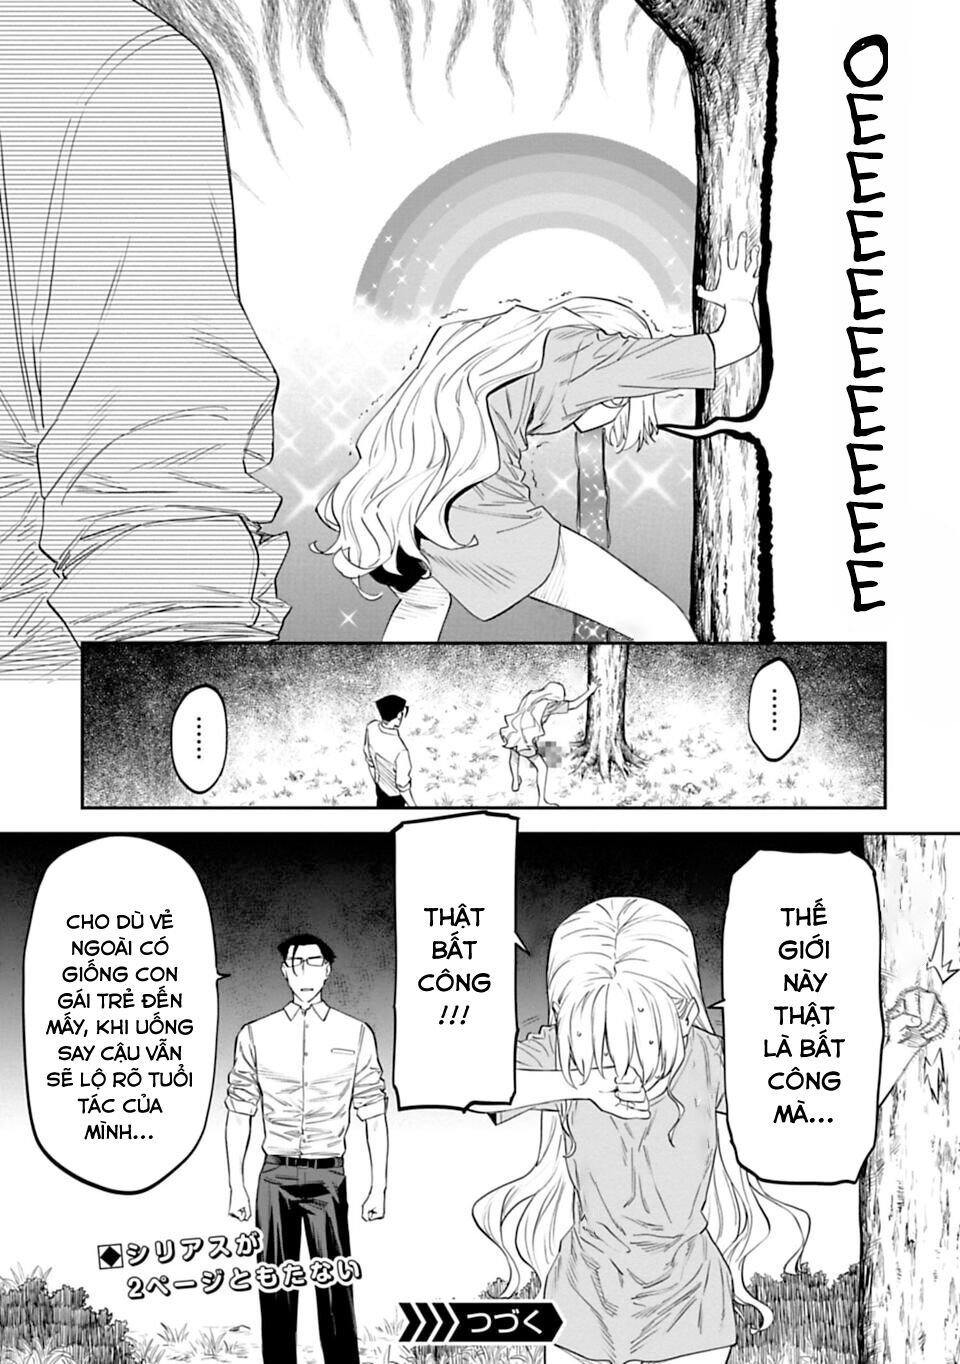 OEEEEEEEEEEEEE
.......
......
THẾ
GIỚI
NÀY
THẬT
LÀ BẤT
CÔNG
MÀ...
THẬT
BẤT
CÔNG
!!!
CHO DÙ VẺ
NGOÀI CÓ
GIỐNG CON
GÁI TRẺ ĐẾN
MẤY, KHI UỐNG
SAY CẬU VẪN
SẼ LỘ RÕ TUỔI
TÁC CỦA
MÌNH...
◆シリアスが
2ページともたない
つづく